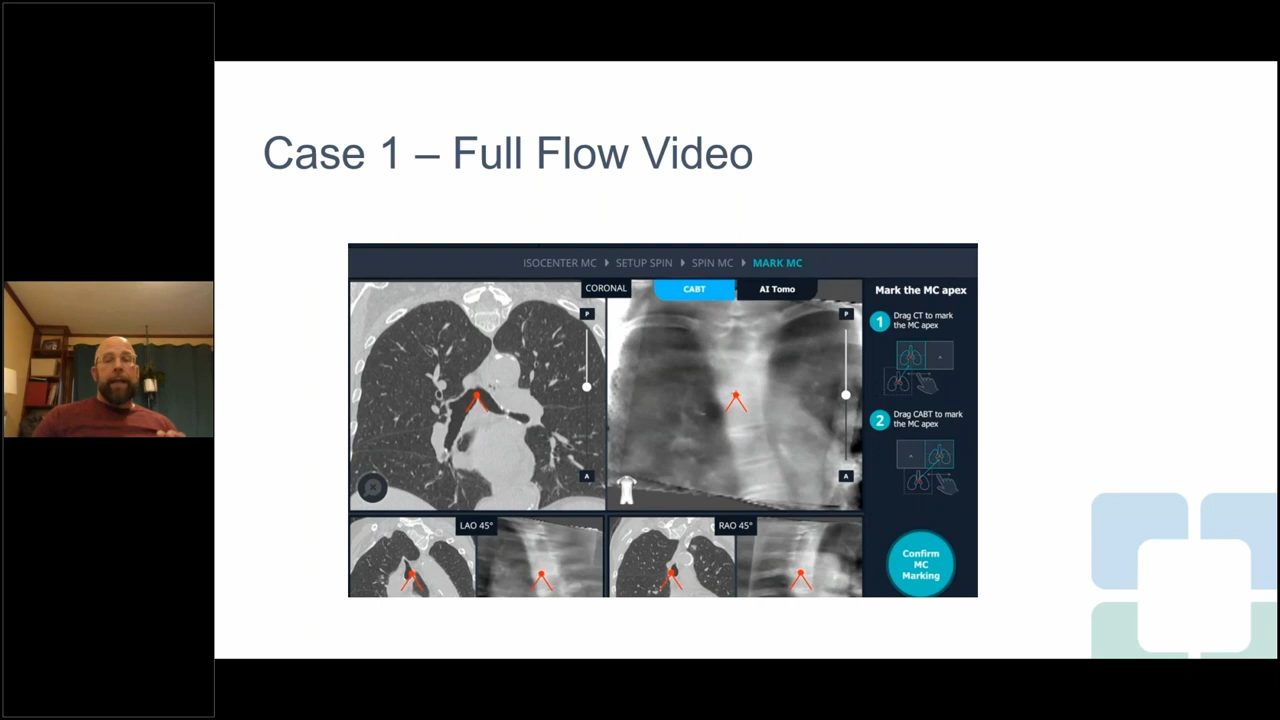 Case 1 – Full Flow Video
ISOCENTER MC SETUP SPIN SPIN MC MARK MC
CORONAL
CABT
AI Tomo
P
P
A
A
Mark the MC apex
1
Drag CT to mark
the MC apex
2
Drag CABT to mark
the MC apex
LAO 45°
RAO 45°
Confirm
MC
Marking